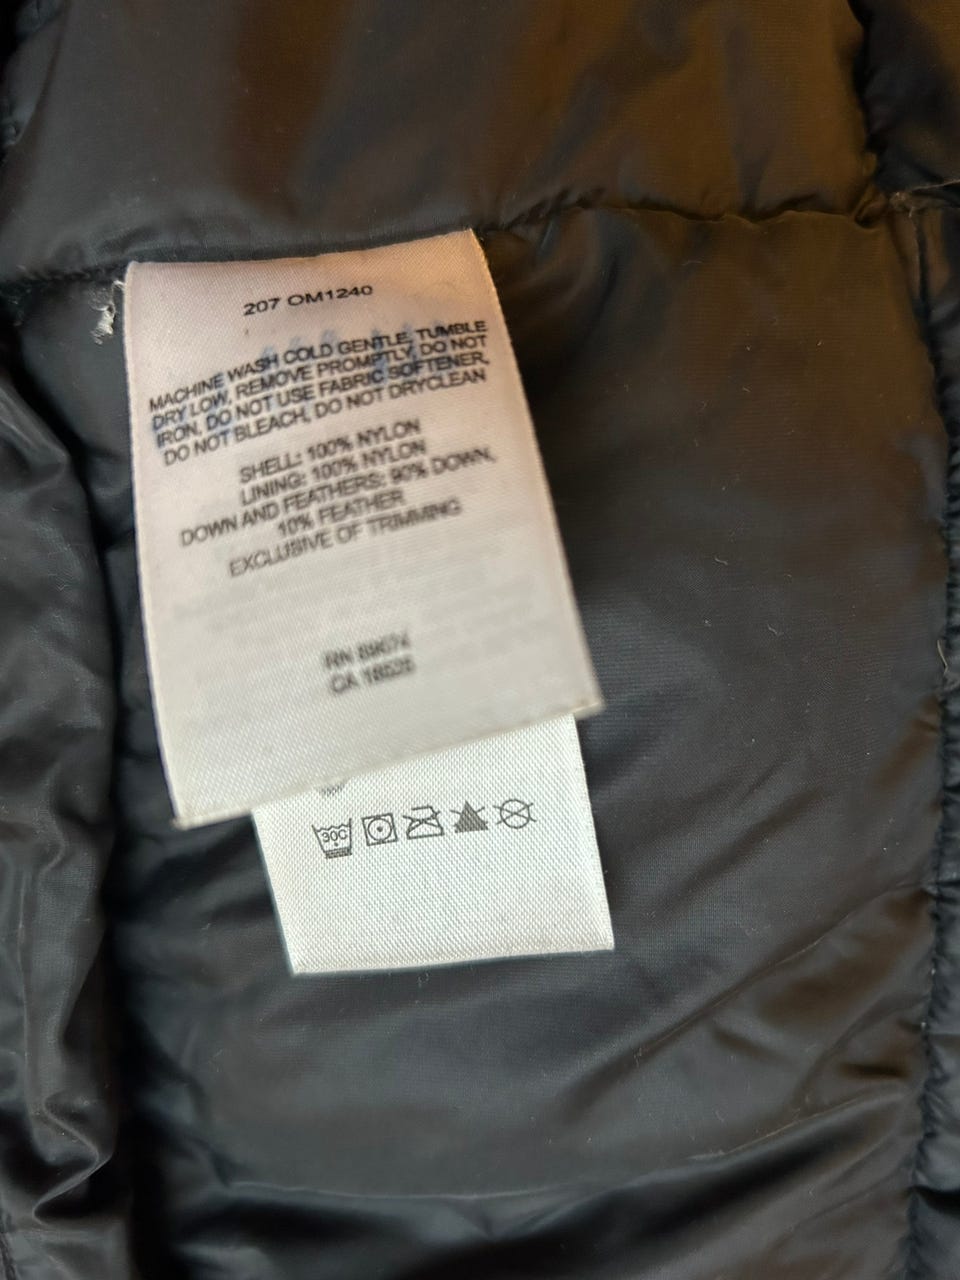 207 OM1240
MACHINE WASH COLD GENTLE, TUMBLE
DRY LOW, REMOVE PROMPTLY, DO NOT
IRON, DO NOT USE FABRIC SOFTENER,
DO NOT BLEACH, DO NOT DRYCLEAN
SHELL: 100% NYLON
LINING: 100% NYLON
DOWN AND FEATHERS: 90% DOWN,
10% FEATHER
EXCLUSIVE OF TRIMMING
RN
CA
30C